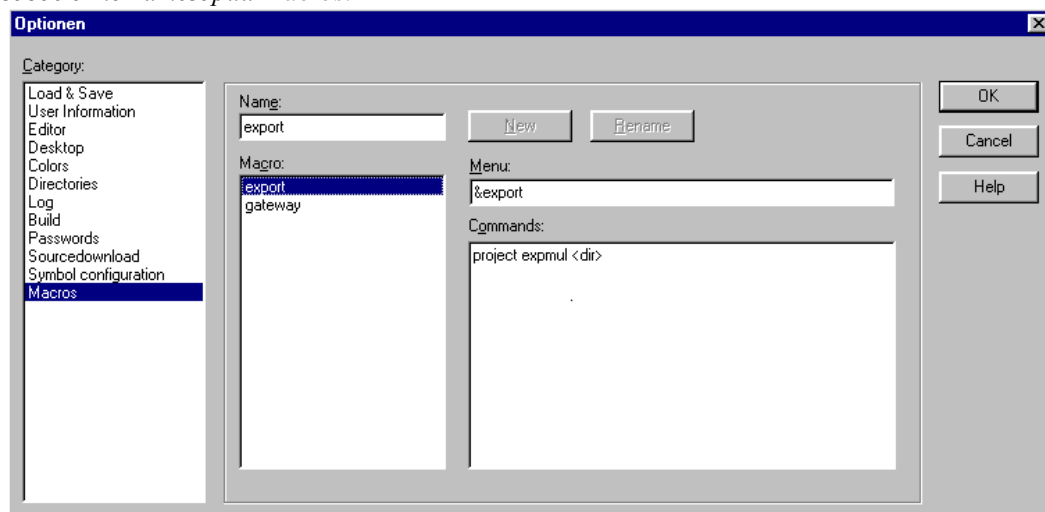 Optionen
Category:
Load & Save
User Information
Editor
Desktop
Colors
Directories
Log
Build
Passwords
Sourcedownload
Symbol configuration
Macros
Name:
export
New
Rename
Macro:
export
gateway
Menu:
&export
Commands:
project expmul <dir>
OK
Cancel
Help